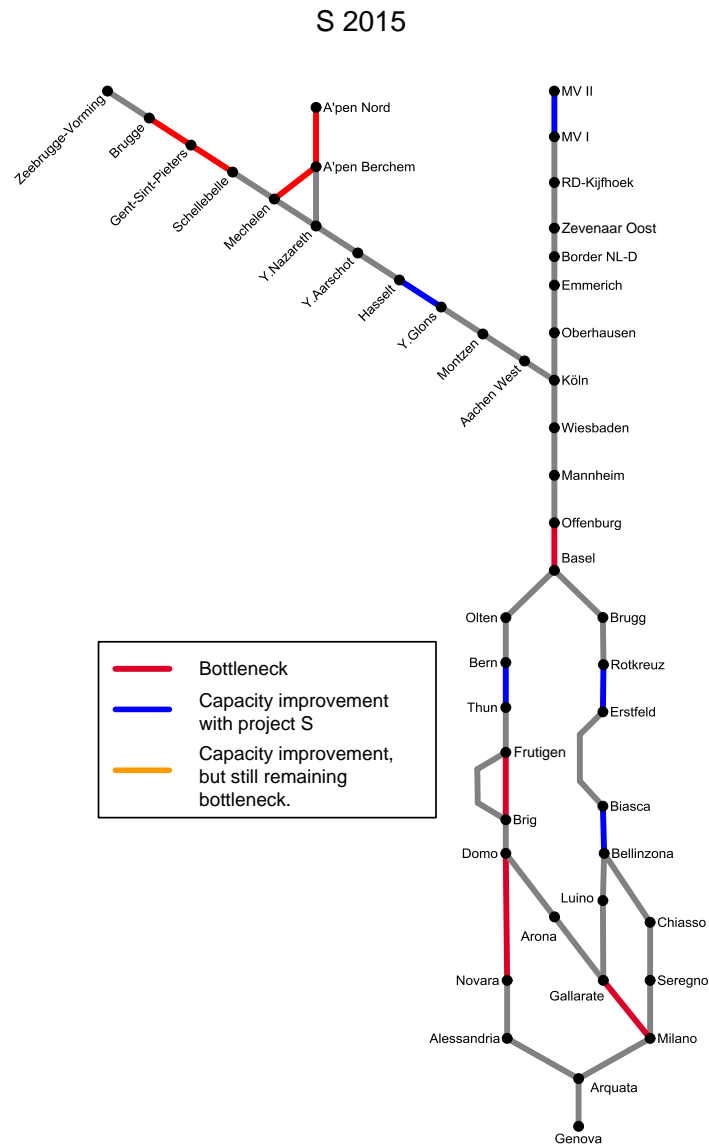 S 2015
Zeebrugge-Vorming
Brugge
Gent-Sint-Pieters
Schellebelle
Mechelen
Y.Nazareth
Y.Aarschot
Hasselt
Y.Glons
Montzen
Aachen West
A'pen Nord
A'pen Berchem
MV II
MV I
RD-Kijfhoek
Zevenaar Oost
Border NL-D
Emmerich
Oberhausen
Köln
Wiesbaden
Mannheim
Offenburg
Basel
Olten
Brugg
Bern
Rotkreuz
Thun
Erstfeld
Frutigen
Biasca
Brig
Domo
Bellinzona
Luino
Chiasso
Arona
Novara
Gallarate
Seregno
Alessandria
Milano
Arquata
Genova
Bottleneck
Capacity improvement
with project S
Capacity improvement,
but still remaining
bottleneck.